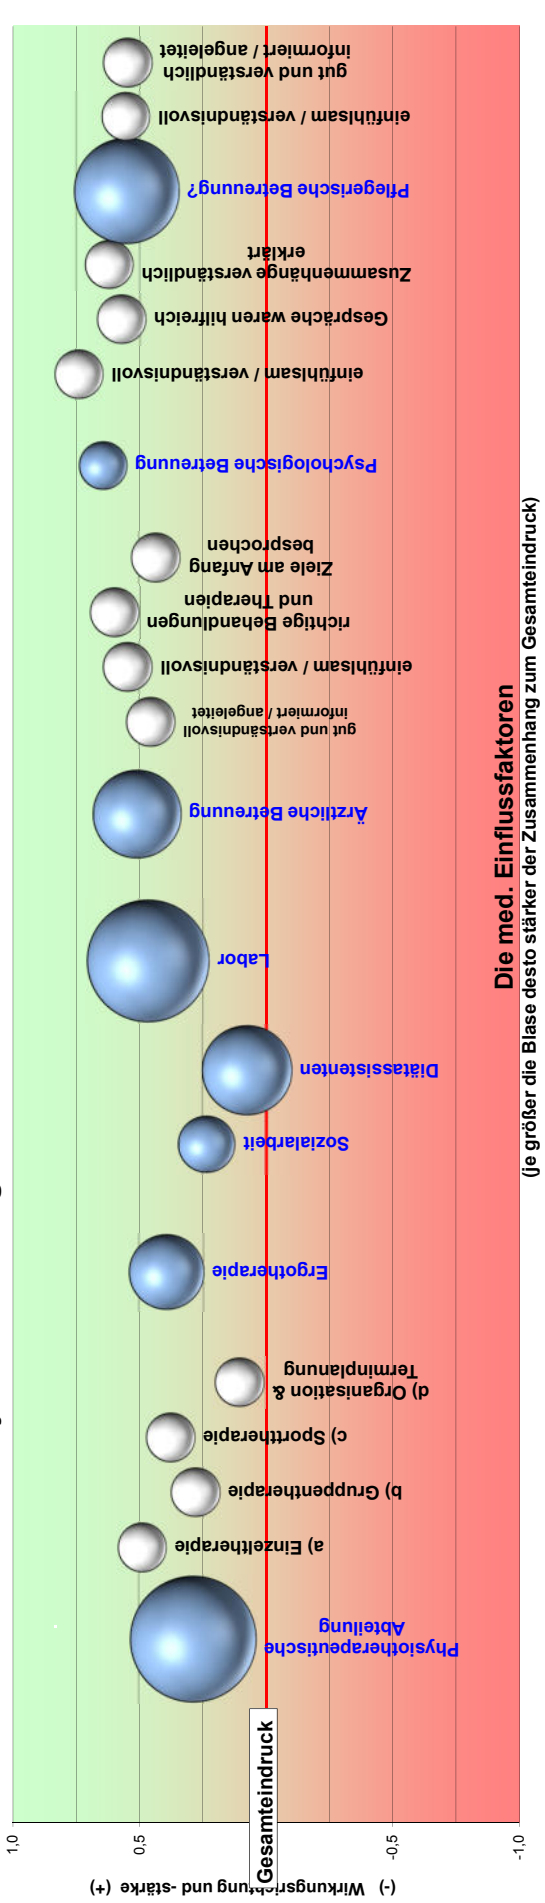 1,0
0,5
-0,5
-1,0
(-) Wirkungsrichtung und -stärke (+)
Gesamteindruck
Physiotherapeutische
Abteilung
a) Einzeltherapie
b) Gruppentherapie
c) Sporttherapie
d) Organisation &
Terminplanung
Ergotherapie
Sozialarbeit
Diätassistenten
Labor
Ärztliche Betreuung
gut und vertsändnisvoll
informiert / angeleitet
einfühlsam / verständnisvoll
richtige Behandlungen
und Therapien
Ziele am Anfang
besprochen
Psychologische Betreuung
einfühlsam / verständnisvoll
Gespräche waren hilfreich
Zusammenhänge verständlich
erklärt
Pflegerische Betreuung?
einfühlsam / verständnisvoll
gut und verständlich
informiert / angeleitet
Die med. Einflussfaktoren
(je größer die Blase desto stärker der Zusammenhang zum Gesamteindruck)